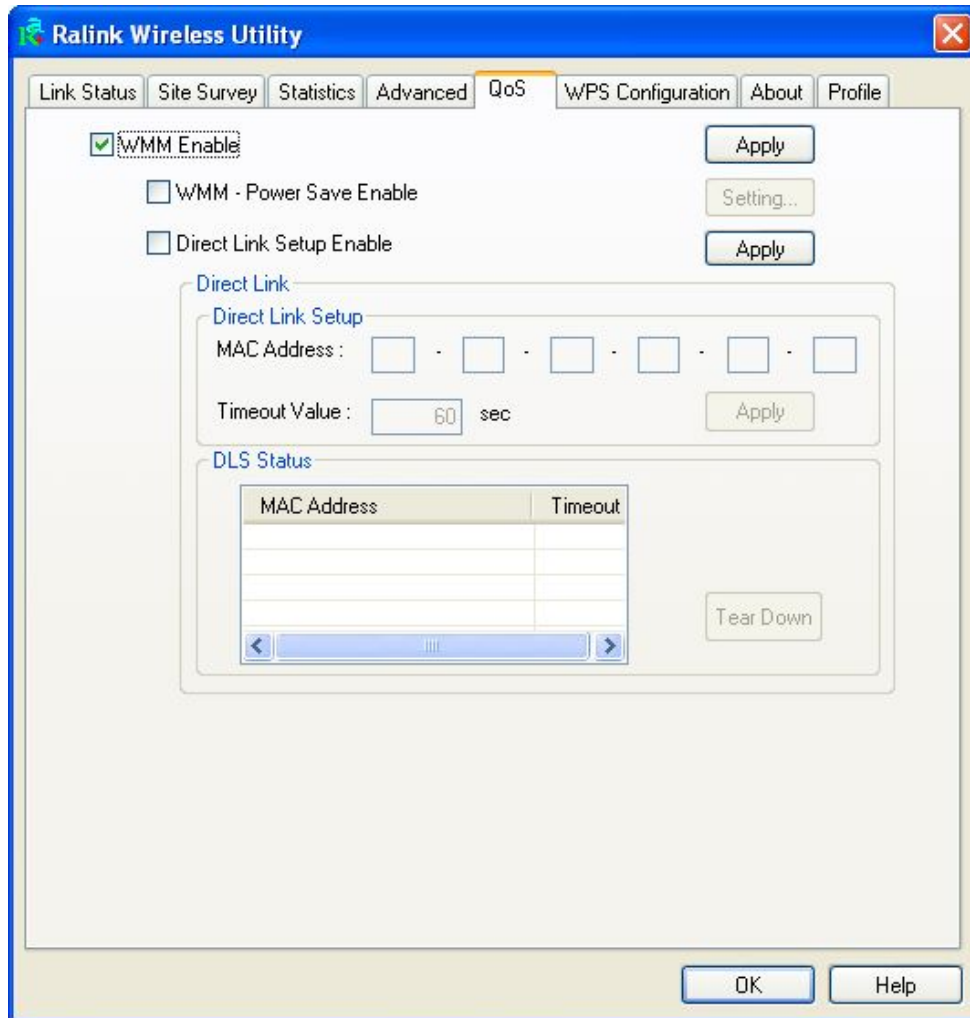 Ralink Wireless Utility
Link Status Site Survey Statistics Advanced QoS WPS Configuration About Profile
WMM Enable Apply
WMM - Power Save Enable Setting...
Direct Link Setup Enable Apply
Direct Link
Direct Link Setup
MAC Address : - - - - -
Timeout Value : 60 sec Apply
DLS Status
MAC Address Timeout
Tear Down
OK Help